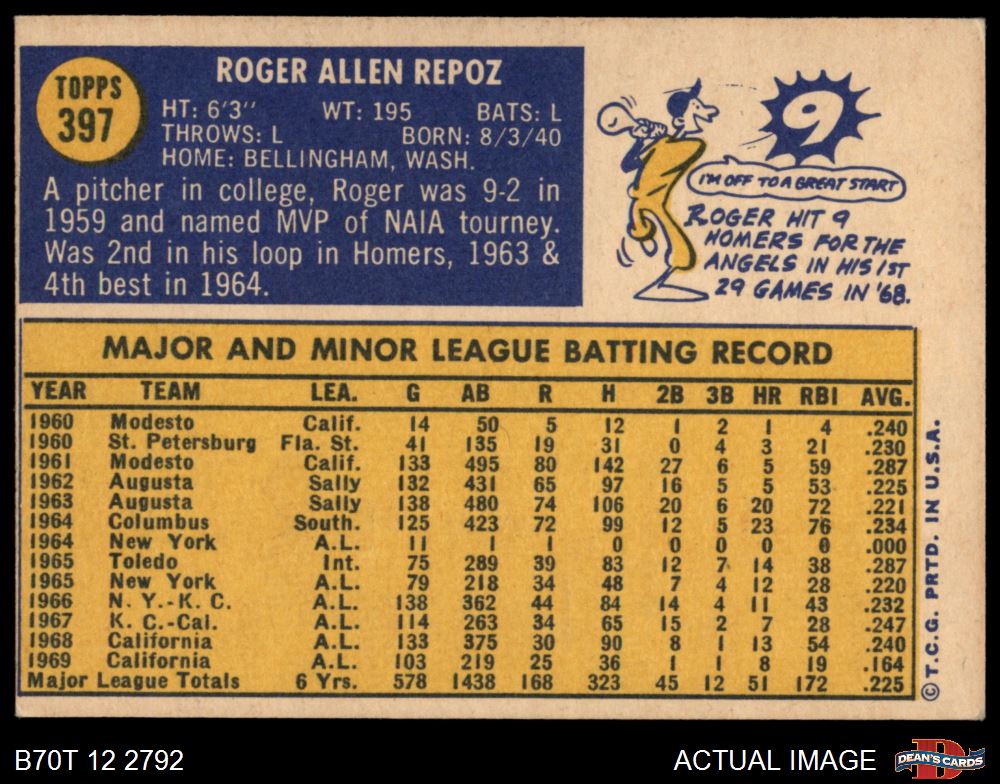 TOPPS
397
ROGER ALLEN REPOZ
HT: 6'3" WT: 195 BATS: L
THROWS: L BORN: 8/3/40
HOME: BELLINGHAM, WASH.
A pitcher in college, Roger was 9-2 in
1959 and named MVP of NAIA tourney.
Was 2nd in his loop in Homers, 1963 &
4th best in 1964.
9
I'M OFF TO A GREAT START
ROGER HIT 9
HOMERS FOR THE
ANGELS IN HIS 1ST
29 GAMES IN '68.
MAJOR AND MINOR LEAGUE BATTING RECORD
YEAR TEAM LEA. G AB R H 2B 3B HR RBI AVG.
1960 Modesto Calif. 14 50 5 12 1 2 1 4 .240
1960 St. Petersburg Fla. St. 41 135 19 31 0 4 3 21 .230
1961 Modesto Calif. 133 495 80 142 27 6 5 59 .287
1962 Augusta Sally 132 431 65 97 16 5 5 53 .225
1963 Augusta Sally 138 480 74 106 20 6 20 72 .221
1964 Columbus South. 125 423 72 99 12 5 23 76 .234
1964 New York A.L. 11 1 1 0 0 0 0 0 .000
1965 Toledo Int. 75 289 39 83 12 7 14 38 .287
1965 New York A.L. 79 218 34 48 7 4 12 28 .220
1966 N. Y.-K. C. A.L. 138 362 44 84 14 4 11 43 .232
1967 K. C.-Cal. A.L. 114 263 34 65 15 2 7 28 .247
1968 California A.L. 133 375 30 90 8 1 13 54 .240
1969 California A.L. 103 219 25 36 1 1 8 19 .164
Major League Totals 6 Yrs. 578 1438 168 323 45 12 51 172 .225
© T.C.G. PRTD. IN U.S.A.
B70T 12 2792
ACTUAL IMAGE
D
DEAN'S CARDS